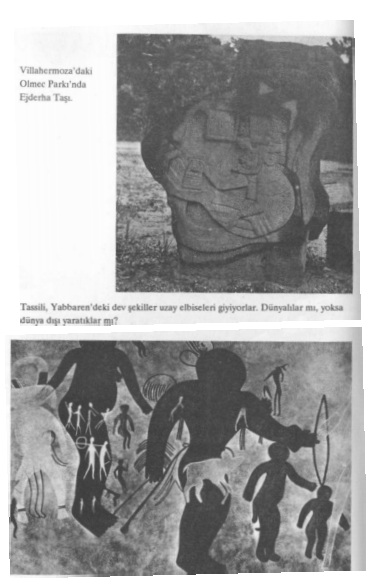 Villahermoza'daki
Olmec Parkı'nda
Ejderha Taşı.
Tassili, Yabbaren'deki dev şekiller uzay elbiseleri giyiyorlar. Dünyalılar mı, yoksa
dünya dışı yaratıklar mı?